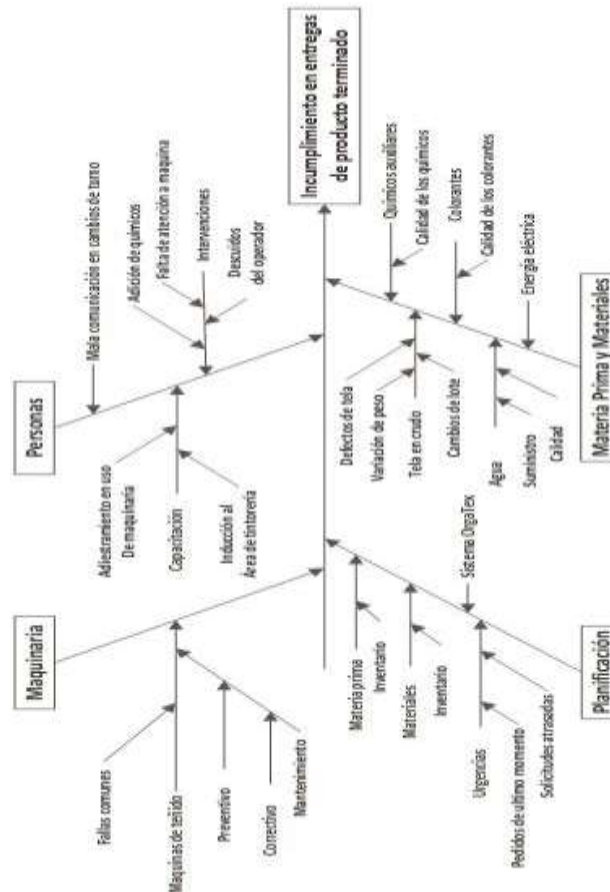 Maquinaria
Personas
Fallas comunes
Maquinas de teñido
Preventivo
Correctivo
Mantenimiento
Adiestramiento en uso
De maquinaria
Capacitación
Inducción al
Área de tintorería
Mala comunicación en cambios de turno
Adición de químicos
Falta de atención a maquina
Intervenciones
Descuidos
del operador
Incumplimiento en entregas
de producto terminado
Materia prima
Inventario
Materiales
Inventario
Sistema OrgaTex
Urgencias
Pedidos de ultimo momento
Solicitudes atrasadas
Planificación
Defectos de tela
Variación de peso
Tela en crudo
Cambios de lote
Agua
Suministro
Calidad
Químicos auxiliares
Calidad de los químicos
Colorantes
Calidad de los colorantes
Energía eléctrica
Materia Prima y Materiales